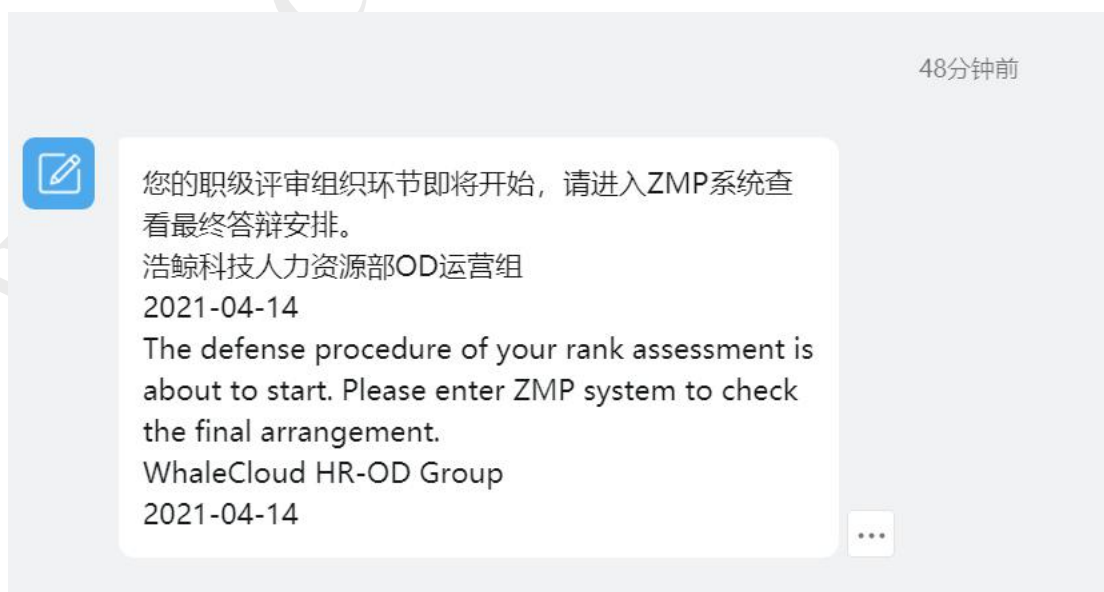 48分钟前
您的职级评审组织环节即将开始，请进入ZMP系统查
看最终答辩安排。
浩鲸科技人力资源部OD运营组
2021-04-14
The defense procedure of your rank assessment is
about to start. Please enter ZMP system to check
the final arrangement.
WhaleCloud HR-OD Group
2021-04-14